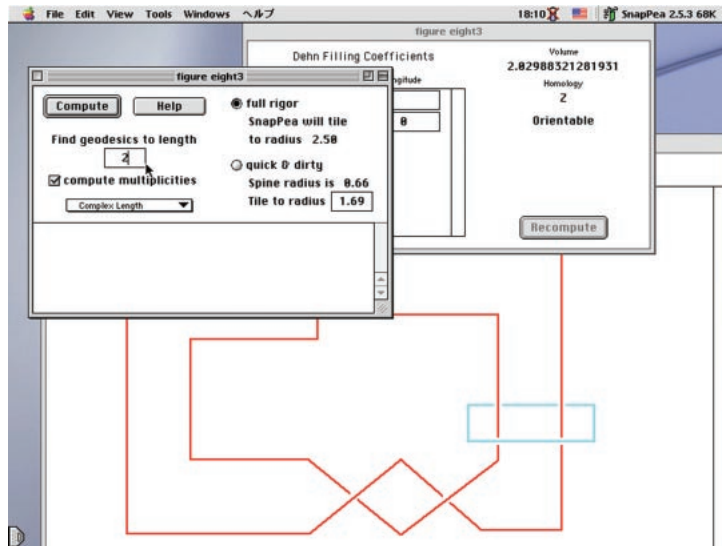 File Edit View Tools Windows ヘルプ 18:10 SnapPea 2.5.3 68K
figure eight3
Dehn Filling Coefficients
ngitude
0
Volume
2.02988321281931
Homology
Z
Orientable
Recompute
figure eight3
Compute Help
Find geodesics to length
2
compute multiplicities
Complex Length
full rigor
SnapPea will tile
to radius 2.50
quick & dirty
Spine radius is 0.66
Tile to radius 1.69